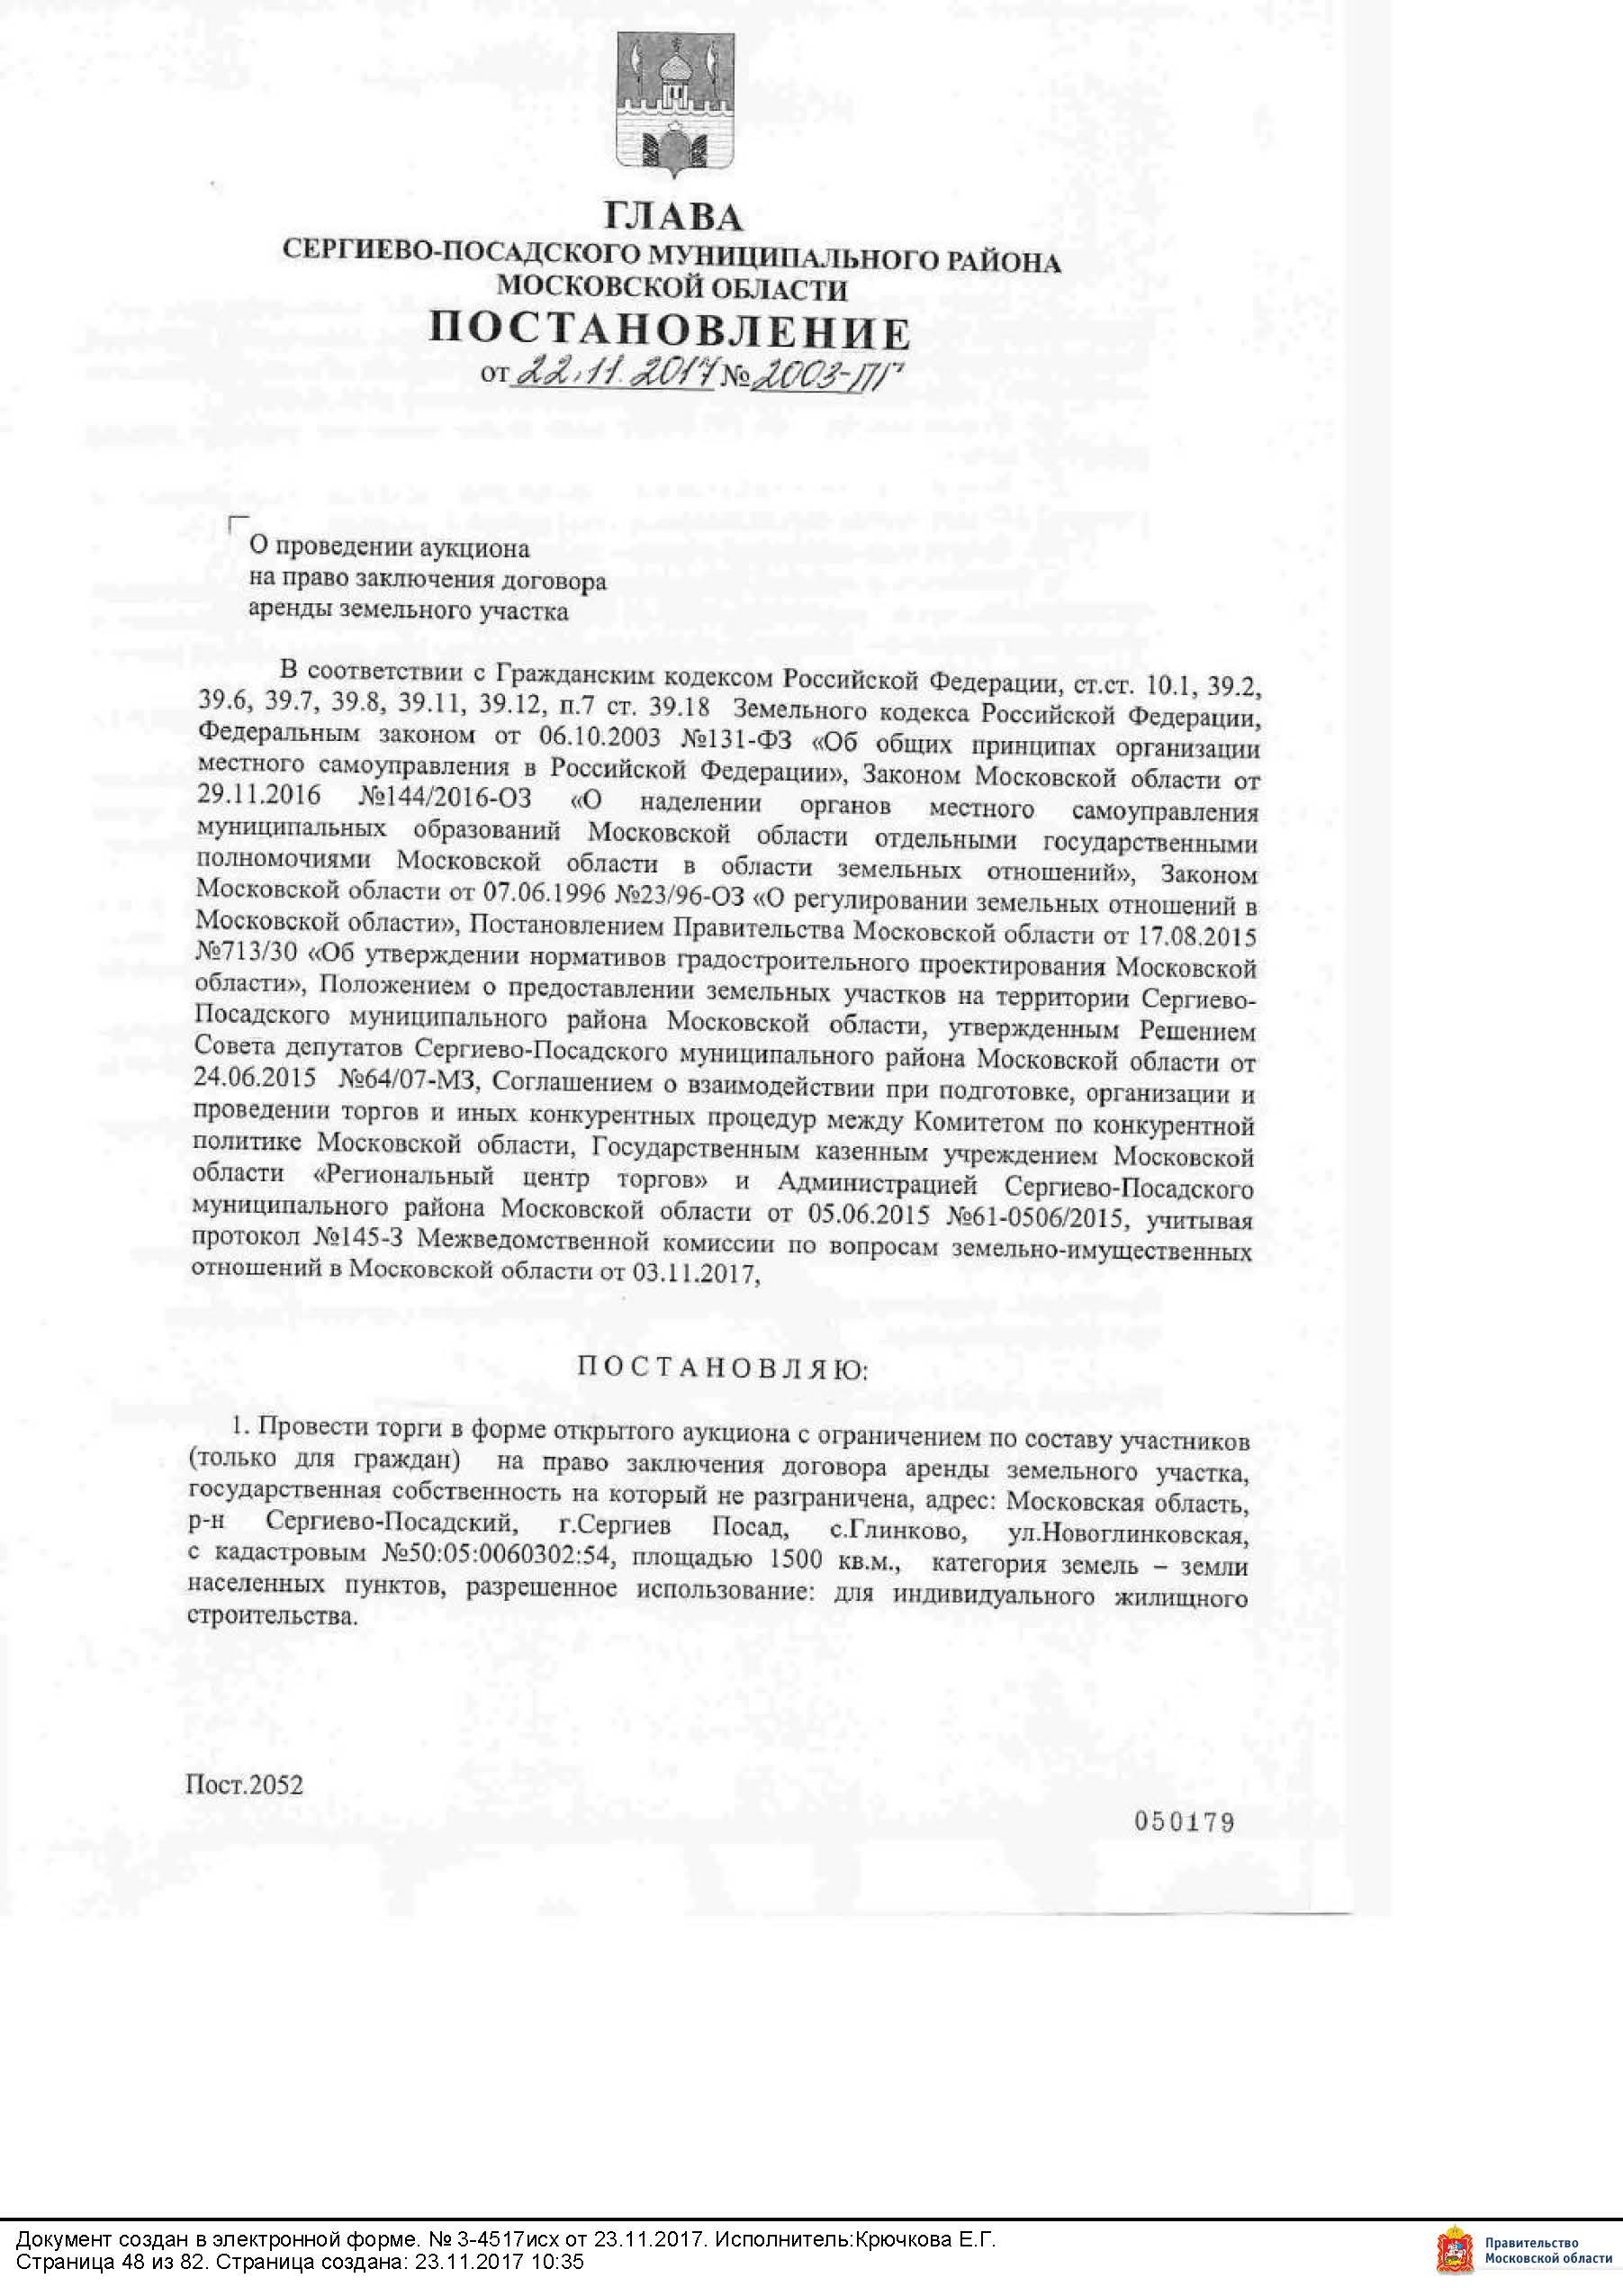 ГЛАВА
СЕРГИЕВО-ПОСАДСКОГО МУНИЦИПАЛЬНОГО РАЙОНА
МОСКОВСКОЙ ОБЛАСТИ
ПОСТАНОВЛЕНИЕ
от 22.11.2017 № 2003-ПГ
О проведении аукциона
на право заключения договора
аренды земельного участка
В соответствии с Гражданским кодексом Российской Федерации, ст.ст. 10.1, 39.2,
39.6, 39.7, 39.8, 39.11, 39.12, п.7 ст. 39.18 Земельного кодекса Российской Федерации,
Федеральным законом от 06.10.2003 №131-ФЗ «Об общих принципах организации
местного самоуправления в Российской Федерации», Законом Московской области от
29.11.2016 №144/2016-ОЗ «О наделении органов местного самоуправления
муниципальных образований Московской области отдельными государственными
полномочиями Московской области в области земельных отношений», Законом
Московской области от 07.06.1996 №23/96-ОЗ «О регулировании земельных отношений в
Московской области», Постановлением Правительства Московской области от 17.08.2015
№713/30 «Об утверждении нормативов градостроительного проектирования Московской
области», Положением о предоставлении земельных участков на территории Сергиево-
Посадского муниципального района Московской области, утвержденным Решением
Совета депутатов Сергиево-Посадского муниципального района Московской области от
24.06.2015 №64/07-МЗ, Соглашением о взаимодействии при подготовке, организации и
проведении торгов и иных конкурентных процедур между Комитетом по конкурентной
политике Московской области, Государственным казенным учреждением Московской
области «Региональный центр торгов» и Администрацией Сергиево-Посадского
муниципального района Московской области от 05.06.2015 №61-0506/2015, учитывая
протокол №145-З Межведомственной комиссии по вопросам земельно-имущественных
отношений в Московской области от 03.11.2017,
П О С Т А Н О В Л Я Ю:
1. Провести торги в форме открытого аукциона с ограничением по составу участников
(только для граждан) на право заключения договора аренды земельного участка,
государственная собственность на который не разграничена, адрес: Московская область,
р-н Сергиево-Посадский, г.Сергиев Посад, с.Глинково, ул.Новоглинковская,
с кадастровым №50:05:0060302:54, площадью 1500 кв.м., категория земель – земли
населенных пунктов, разрешенное использование: для индивидуального жилищного
строительства.
Пост.2052
050179
Документ создан в электронной форме. № 3-4517исх от 23.11.2017. Исполнитель:Крючкова Е.Г.
Страница 48 из 82. Страница создана: 23.11.2017 10:35
Правительство
Московской области